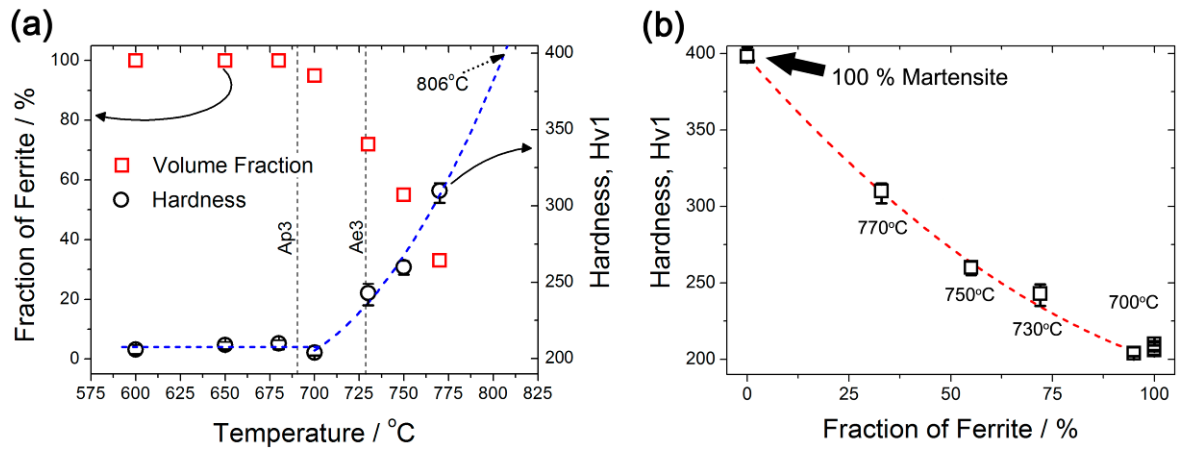 (a)
100
80
60
40
20
0
Fraction of Ferrite / %
575 600 625 650 675 700 725 750 775 800 825
Temperature / °C
400
350
300
250
200
Hardness, Hv1
806°C
Volume Fraction
Hardness
Ap3
Ae3
(b)
400
350
300
250
200
Hardness, Hv1
100 % Martensite
770°C
750°C
730°C
700°C
0 25 50 75 100
Fraction of Ferrite / %